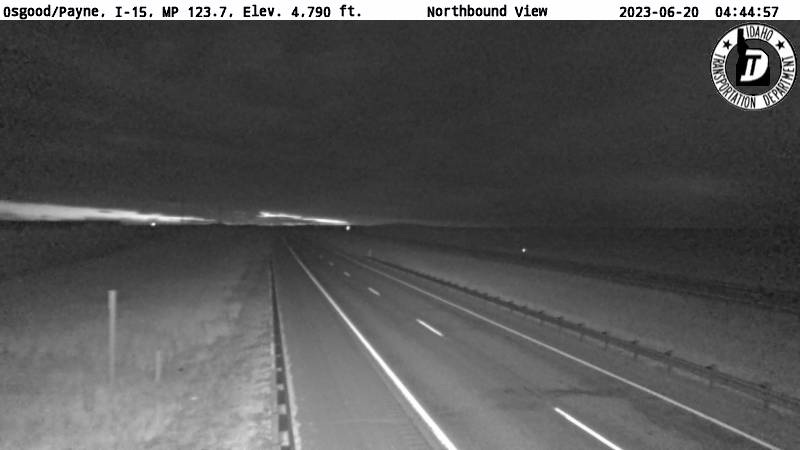 Osgood/Payne, I-15, MP 123.7, Elev. 4,790 ft. Northbound View 2023-06-20 04:44:57
IDAHO
TRANSPORTATION DEPARTMENT